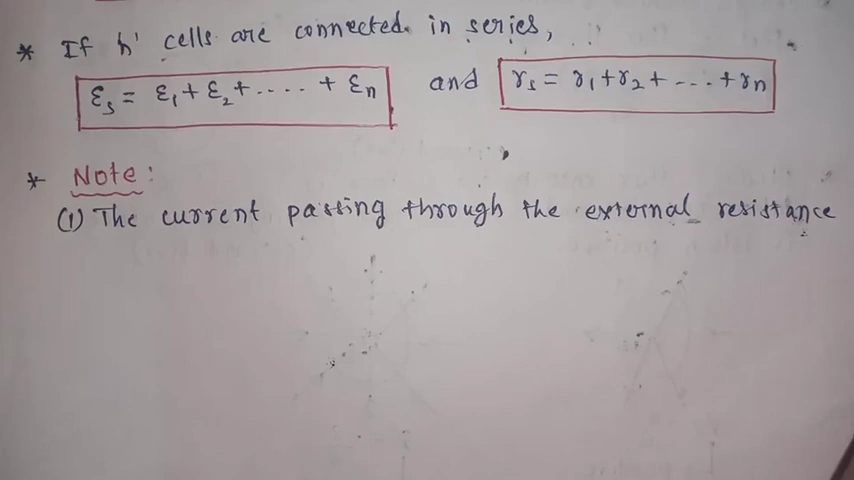 * If 'n' cells are connected in series,
εs = ε1 + ε2 + ..... + εn and rs = r1 + r2 + .... + rn
* Note:
(1) The current passing through the external resistance